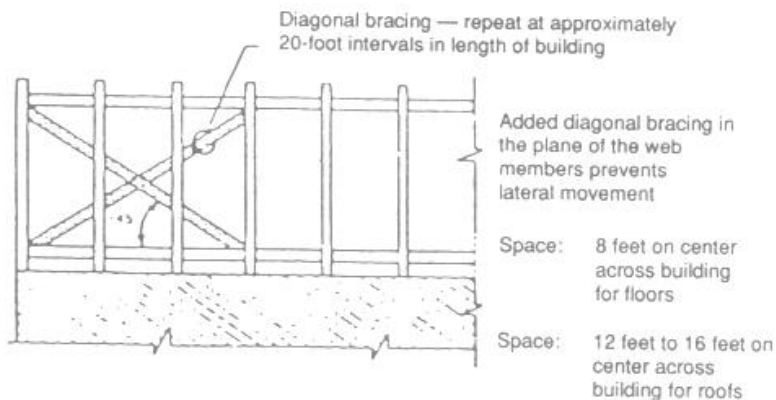 Diagonal bracing — repeat at approximately
20-foot intervals in length of building
Added diagonal bracing in
the plane of the web
members prevents
lateral movement
45
Space: 8 feet on center
across building
for floors
Space: 12 feet to 16 feet on
center across
building for roofs